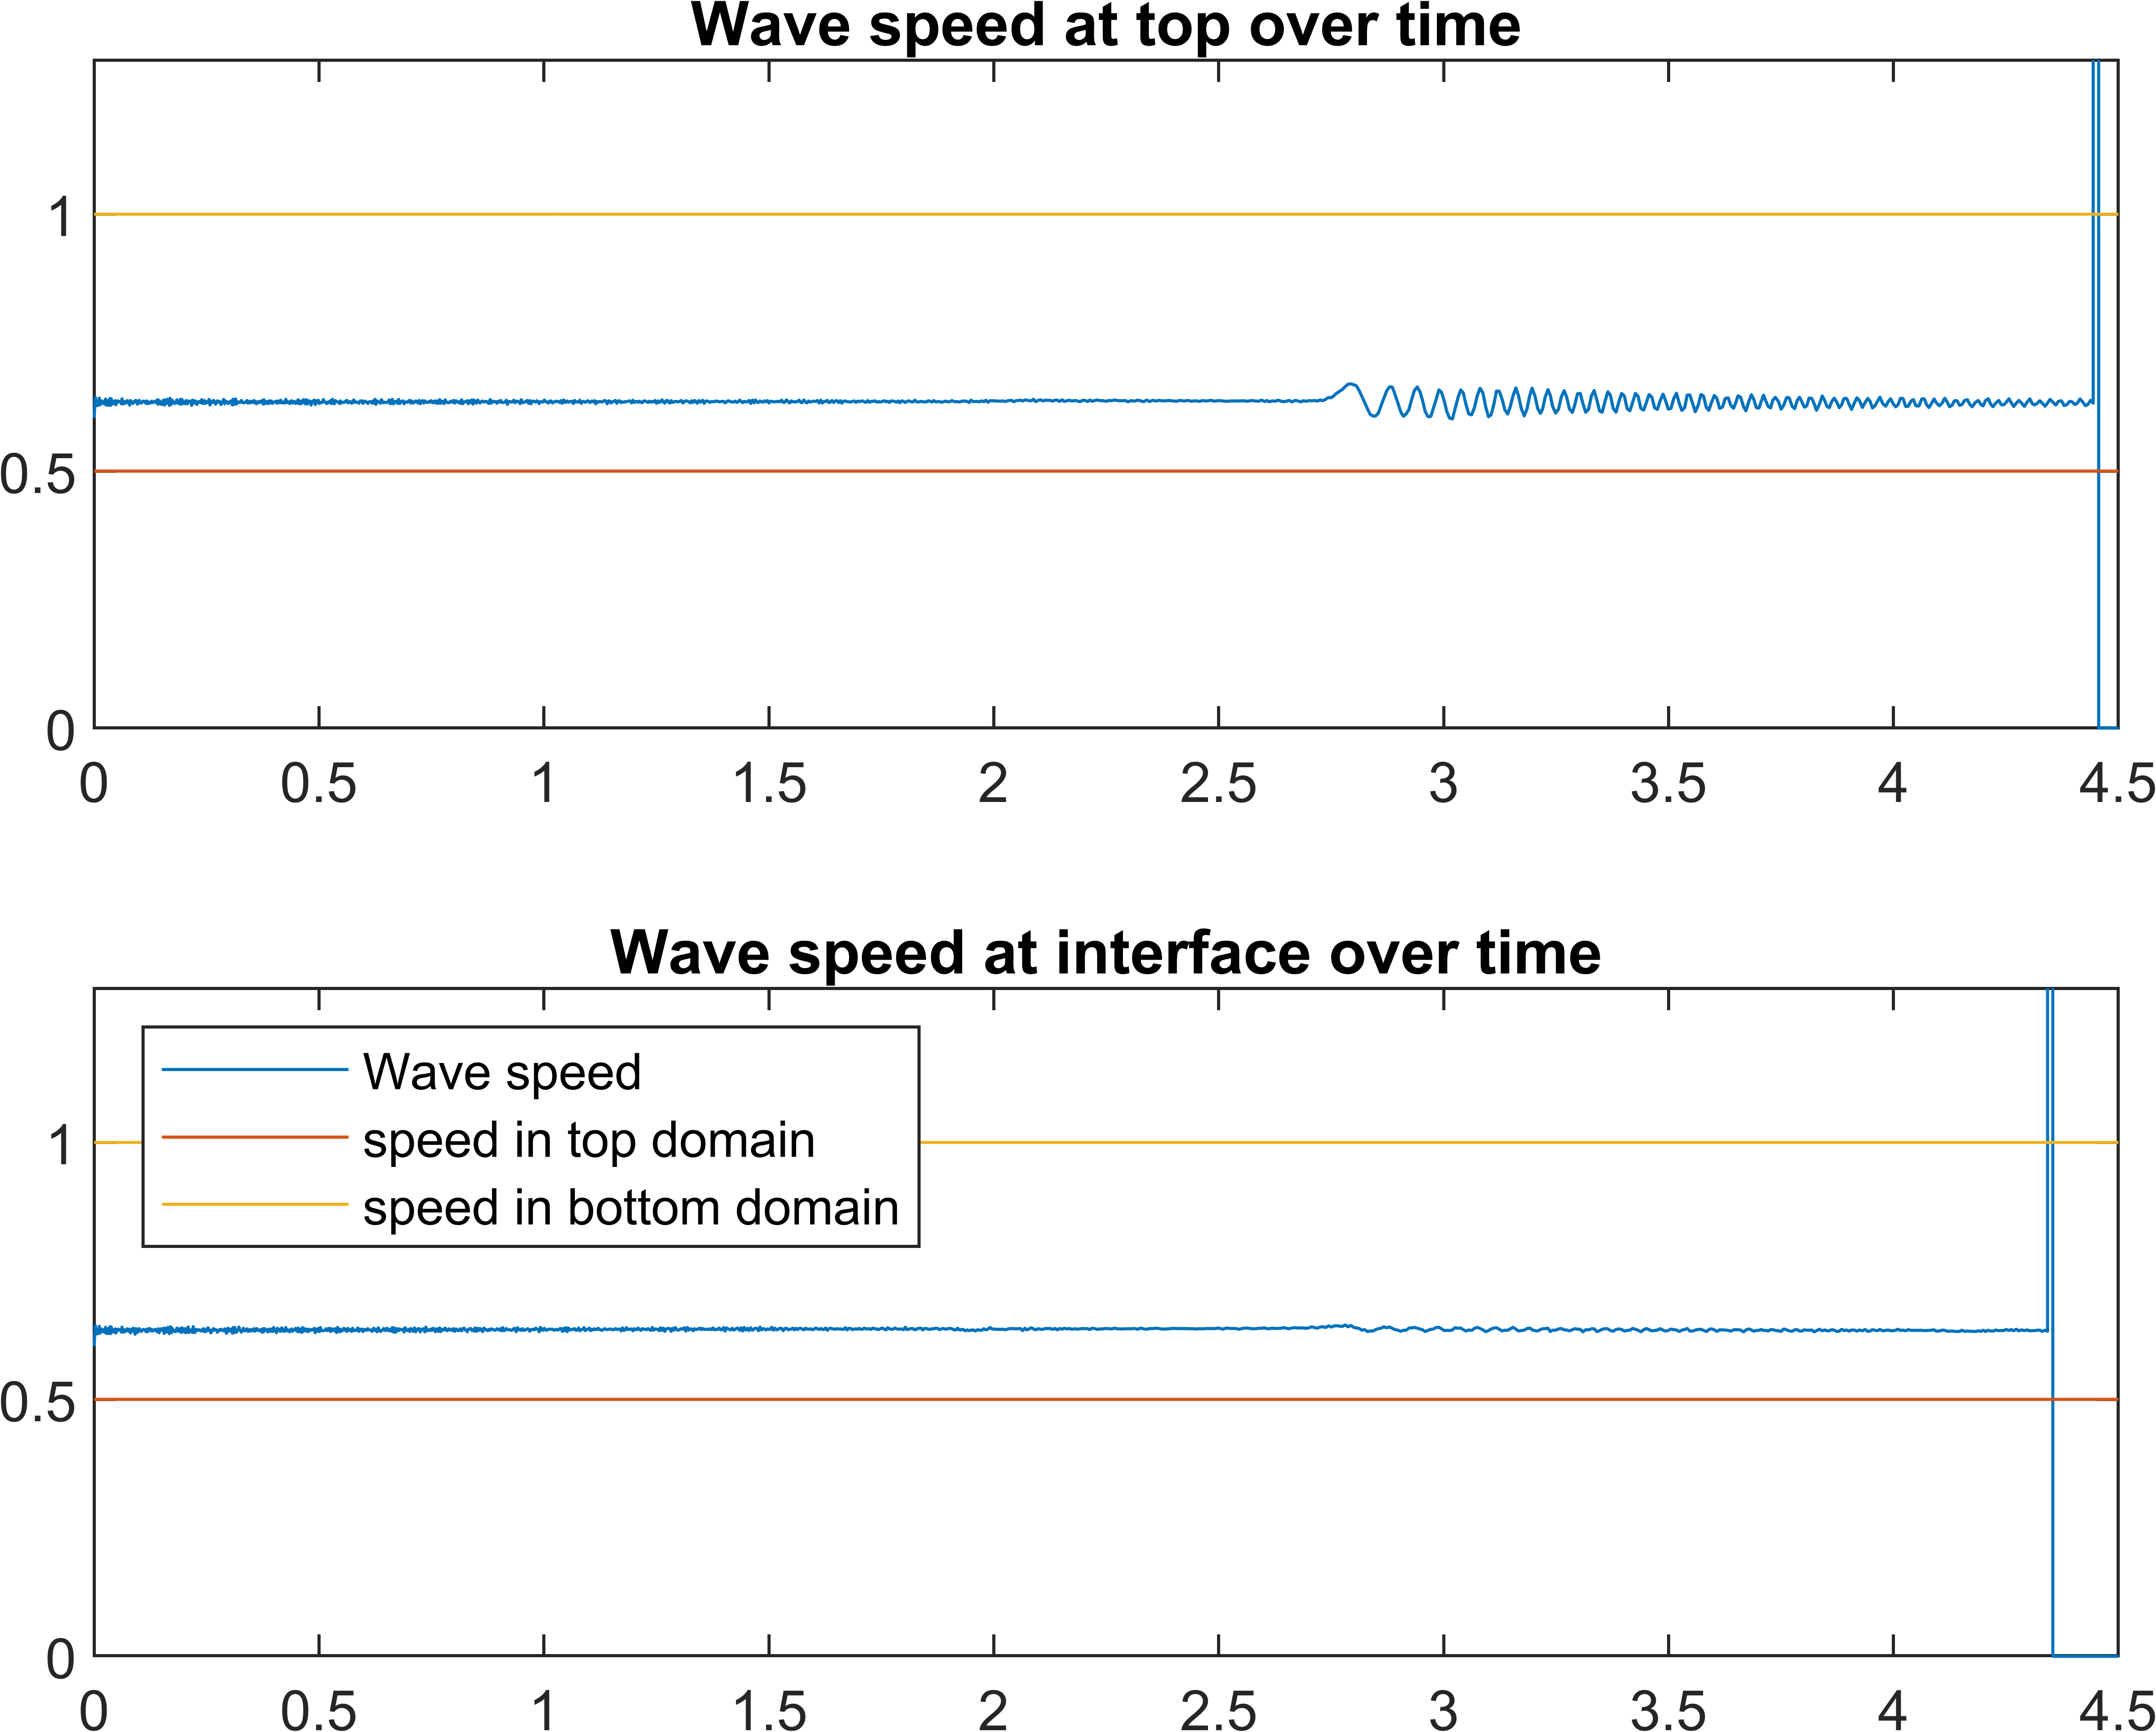 Wave speed at top over time
1
0.5
0
0 0.5 1 1.5 2 2.5 3 3.5 4 4.5
Wave speed at interface over time
Wave speed
1
speed in top domain
speed in bottom domain
0.5
0
0 0.5 1 1.5 2 2.5 3 3.5 4 4.5